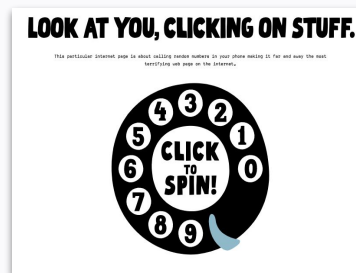 LOOK AT YOU, CLICKING ON STUFF.
This particular internet page is about calling random numbers in your phone making it far and away the most
terrifying web page on the internet.
3
4
2
5
1
6
0
7
8
9
CLICK
TO
SPIN!